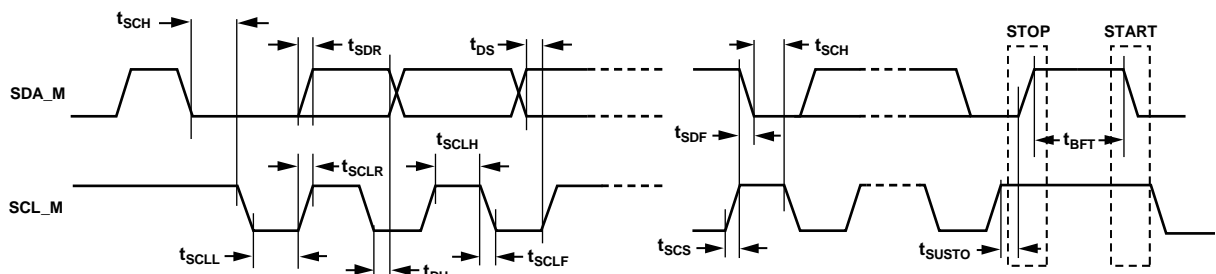 STOP
START
tSCH
tSDR
tDS
tSCH
SDA_M
tSCLH
tSDF
tBFT
tSCLR
SCL_M
tSCLL
tSCLF
tSCS
tSUSTO